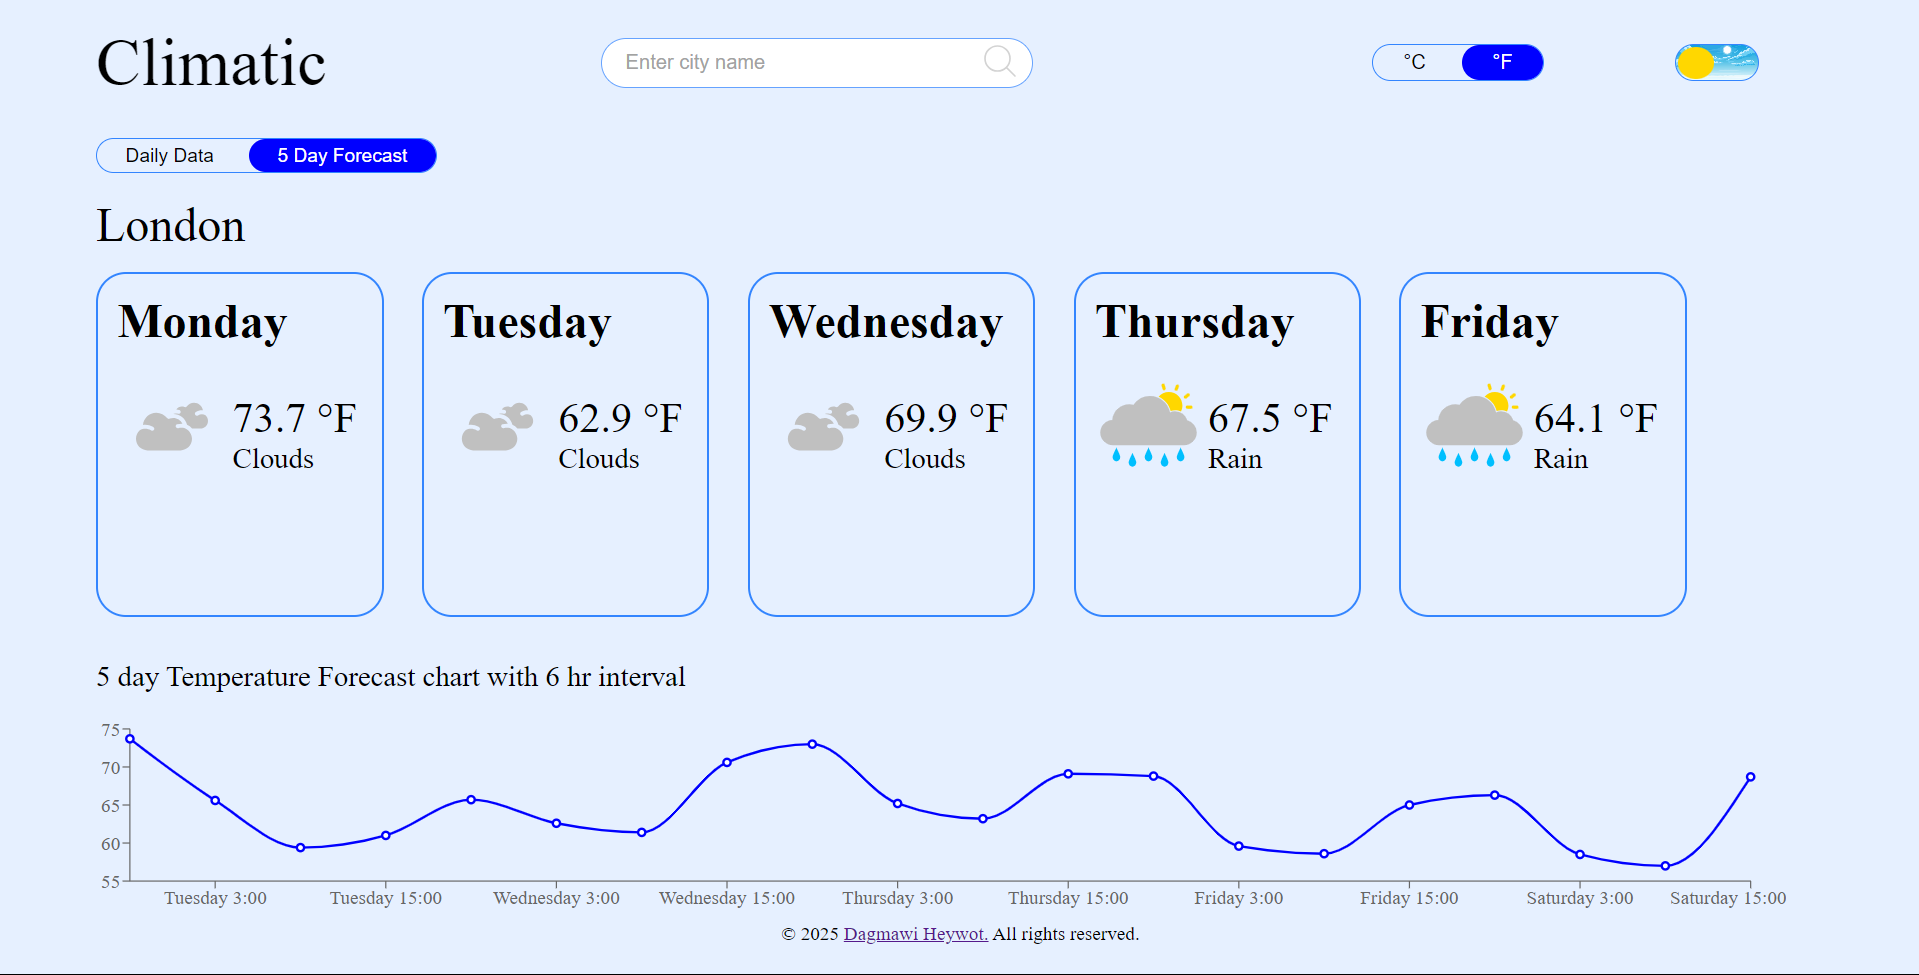 Climatic
Enter city name
°C °F
Daily Data 5 Day Forecast
London
Monday
73.7 °F
Clouds
Tuesday
62.9 °F
Clouds
Wednesday
69.9 °F
Clouds
Thursday
67.5 °F
Rain
Friday
64.1 °F
Rain
5 day Temperature Forecast chart with 6 hr interval
75
70
65
60
55
Tuesday 3:00 Tuesday 15:00 Wednesday 3:00 Wednesday 15:00 Thursday 3:00 Thursday 15:00 Friday 3:00 Friday 15:00 Saturday 3:00 Saturday 15:00
© 2025 Dagmawi Heywot. All rights reserved.